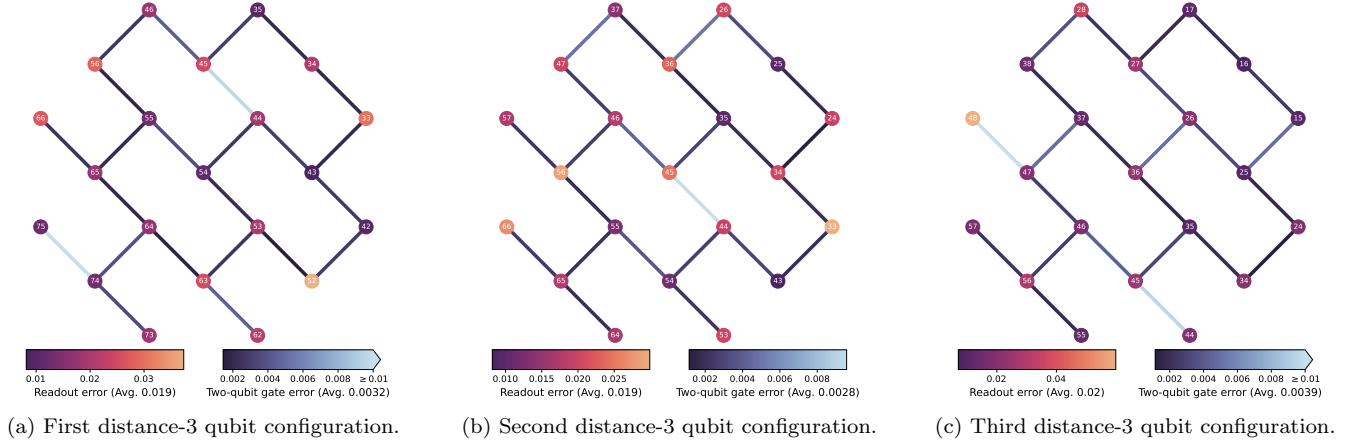 46 35
37 26
28 17
56 45 34
47 36 25
38 27 16
66 55 44 33
57 46 35 24
48 37 26 15
65 54 43
56 45 34
47 36 25
75 64 53 42
66 55 44 33
57 46 35 24
74 63 52
65 54 43
56 45 34
73 62
64 53
55 44
0.01 0.02 0.03
Readout error (Avg. 0.019)
0.002 0.004 0.006 0.008 ≥0.01
Two-qubit gate error (Avg. 0.0032)
0.010 0.015 0.020 0.025
Readout error (Avg. 0.019)
0.002 0.004 0.006 0.008
Two-qubit gate error (Avg. 0.0028)
0.02 0.04
Readout error (Avg. 0.02)
0.002 0.004 0.006 0.008 ≥0.01
Two-qubit gate error (Avg. 0.0039)
(a) First distance-3 qubit configuration.
(b) Second distance-3 qubit configuration.
(c) Third distance-3 qubit configuration.